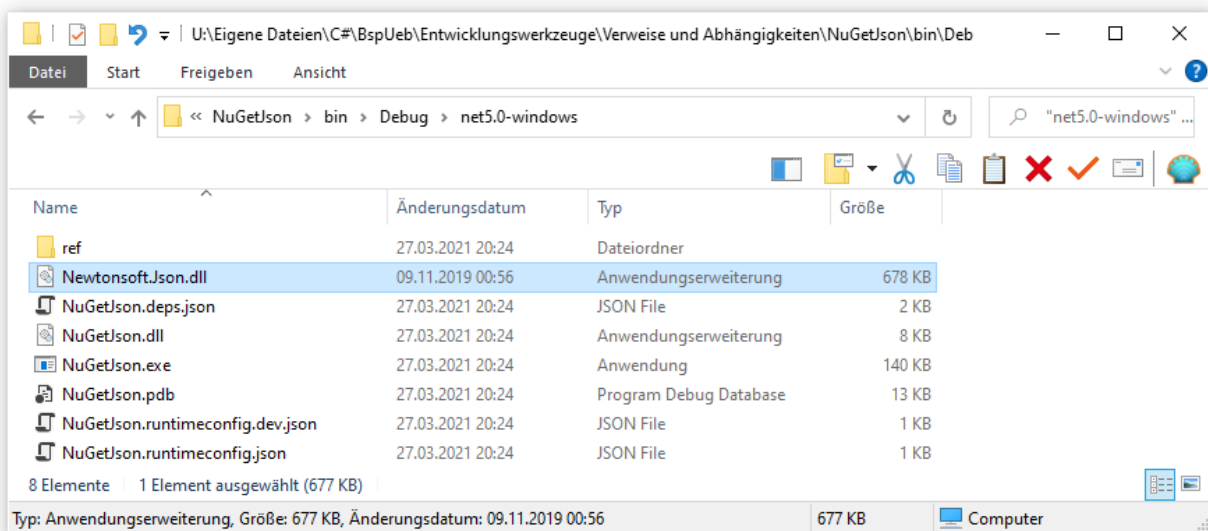 U:\Eigene Dateien\C#\BspUeb\Entwicklungswerkzeuge\Verweise und Abhängigkeiten\NuGetJson\bin\Deb
Datei Start Freigeben Ansicht
« NuGetJson > bin > Debug > net5.0-windows "net5.0-windows" ...
Name Änderungsdatum Typ Größe
ref 27.03.2021 20:24 Dateiordner
Newtonsoft.Json.dll 09.11.2019 00:56 Anwendungserweiterung 678 KB
NuGetJson.deps.json 27.03.2021 20:24 JSON File 2 KB
NuGetJson.dll 27.03.2021 20:24 Anwendungserweiterung 8 KB
NuGetJson.exe 27.03.2021 20:24 Anwendung 140 KB
NuGetJson.pdb 27.03.2021 20:24 Program Debug Database 13 KB
NuGetJson.runtimeconfig.dev.json 27.03.2021 20:24 JSON File 1 KB
NuGetJson.runtimeconfig.json 27.03.2021 20:24 JSON File 1 KB
8 Elemente 1 Element ausgewählt (677 KB)
Typ: Anwendungserweiterung, Größe: 677 KB, Änderungsdatum: 09.11.2019 00:56 677 KB Computer